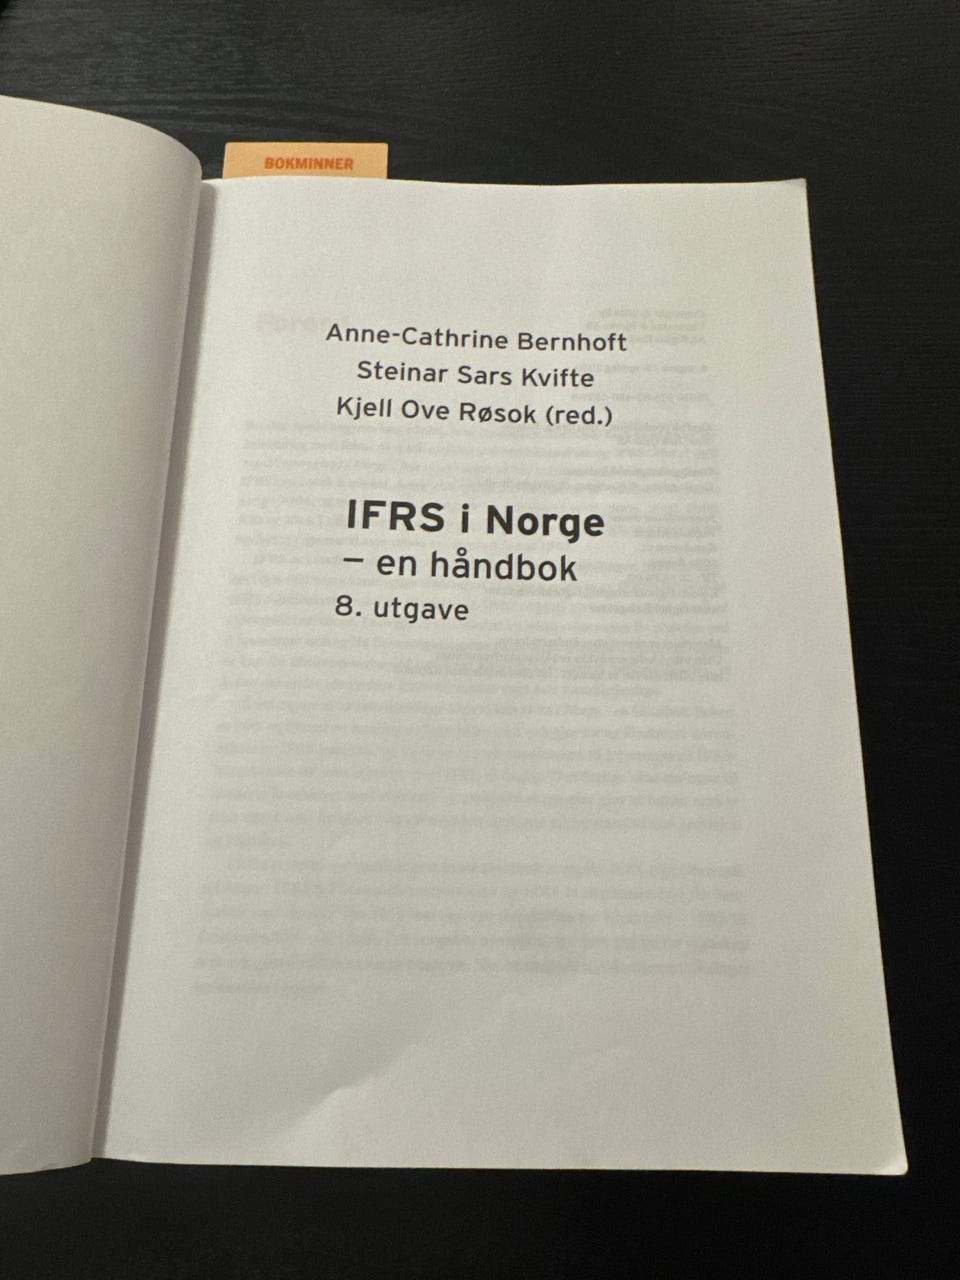 BOKMINNER
Anne-Cathrine Bernhoft
Steinar Sars Kvifte
Kjell Ove Røsok (red.)
IFRS i Norge
– en håndbok
8. utgave